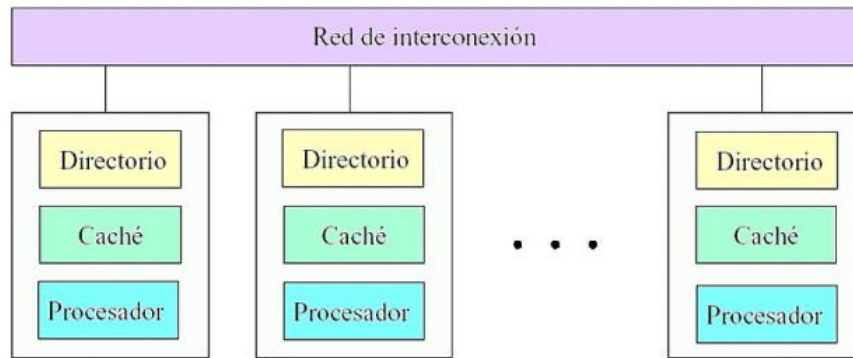 Red de interconexión
Directorio
Caché
Procesador
Directorio
Caché
Procesador
Directorio
Caché
Procesador